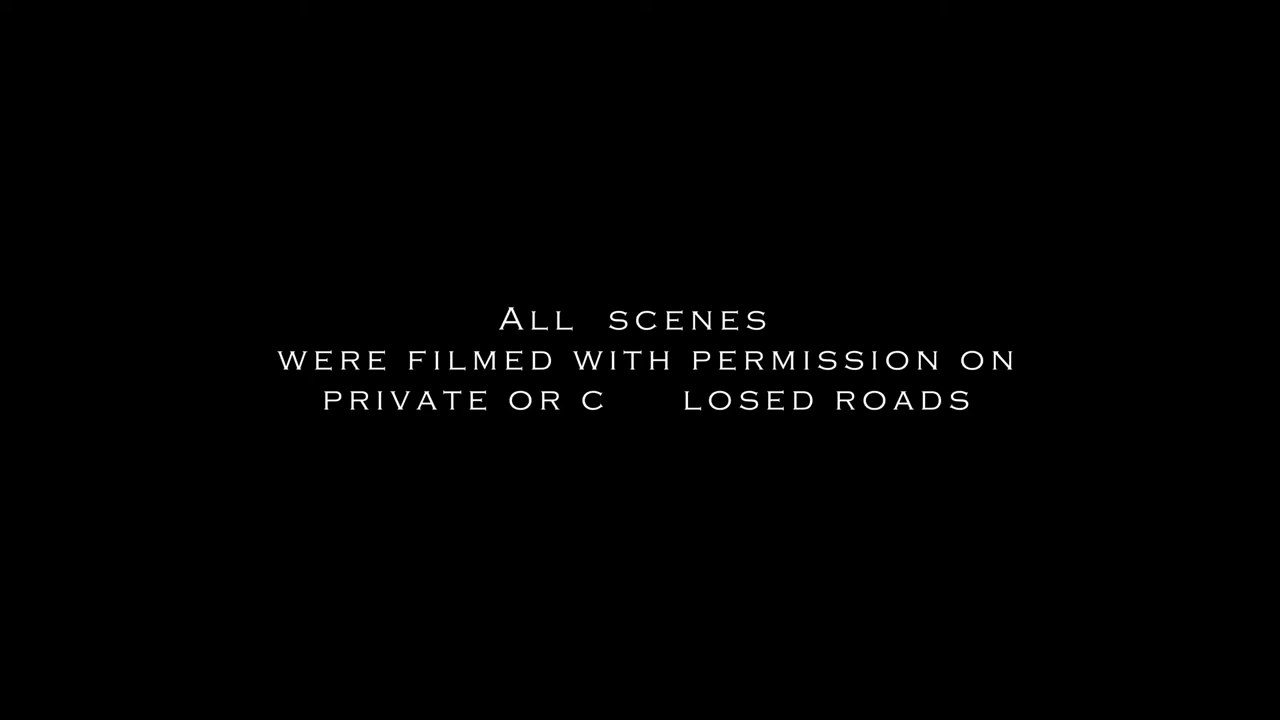 All scenes
were filmed with permission on
private or c losed roads